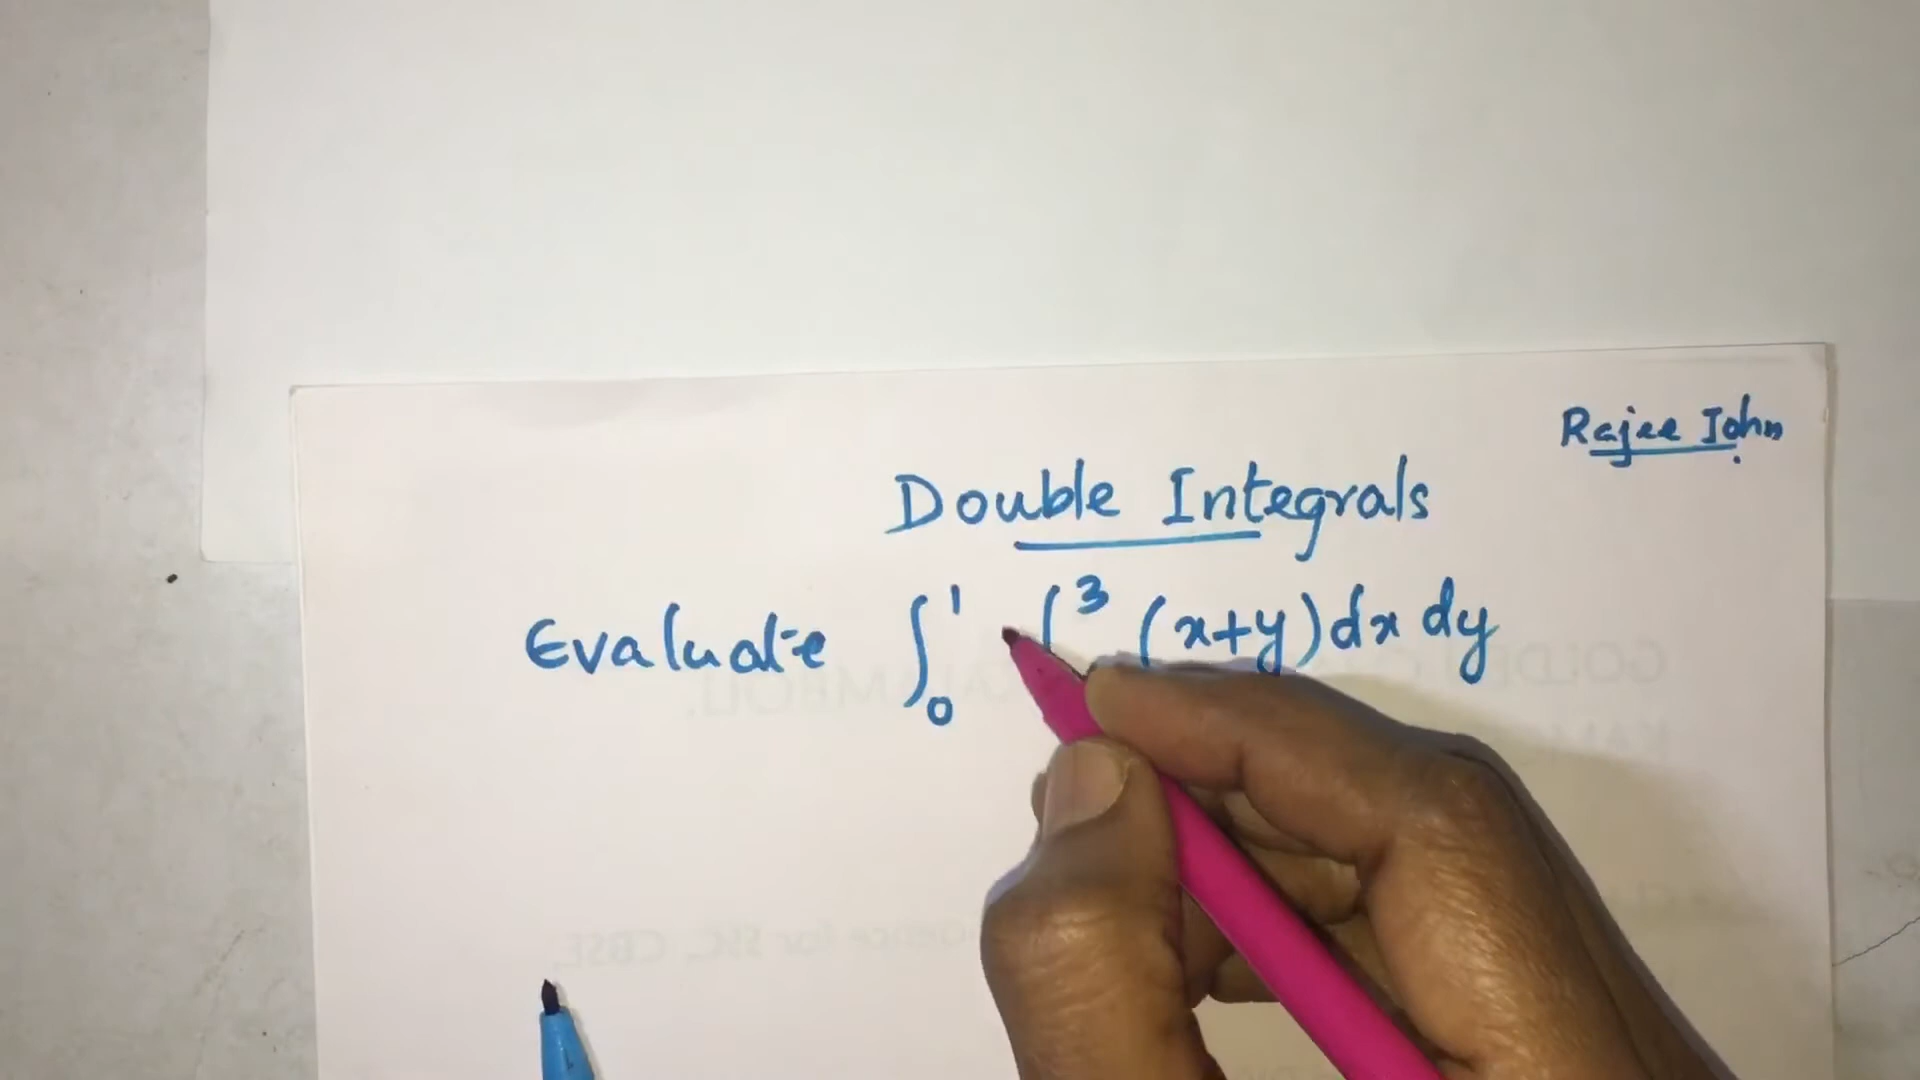 Rajee John
Double Integrals
Evaluate ∫₀¹ ∫³ (x+y) dx dy